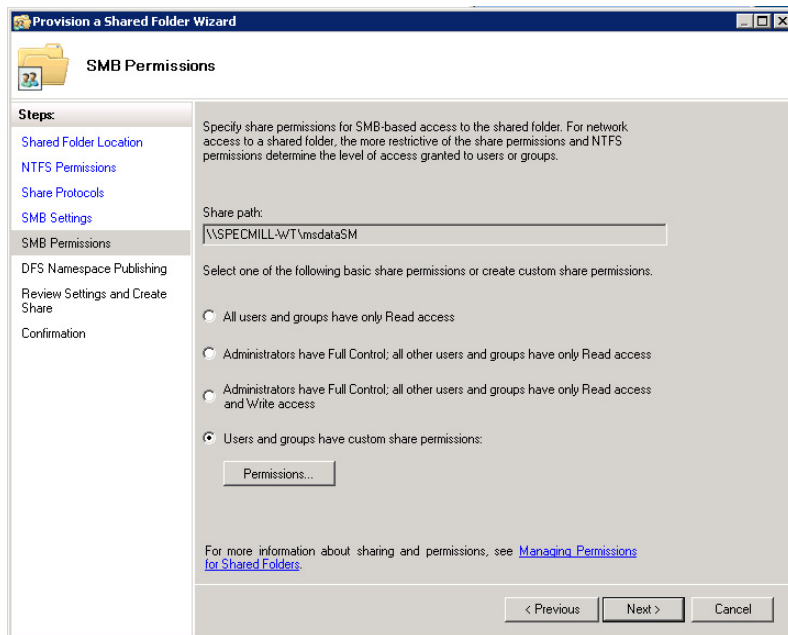 Provision a Shared Folder Wizard
SMB Permissions
Steps:
Shared Folder Location
NTFS Permissions
Share Protocols
SMB Settings
SMB Permissions
DFS Namespace Publishing
Review Settings and Create
Share
Confirmation
Specify share permissions for SMB-based access to the shared folder. For network
access to a shared folder, the more restrictive of the share permissions and NTFS
permissions determine the level of access granted to users or groups.
Share path:
\\SPECMILL-WT\msdataSM
Select one of the following basic share permissions or create custom share permissions.
All users and groups have only Read access
Administrators have Full Control; all other users and groups have only Read access
Administrators have Full Control; all other users and groups have only Read access
and Write access
Users and groups have custom share permissions:
Permissions...
For more information about sharing and permissions, see Managing Permissions
for Shared Folders.
< Previous
Next >
Cancel